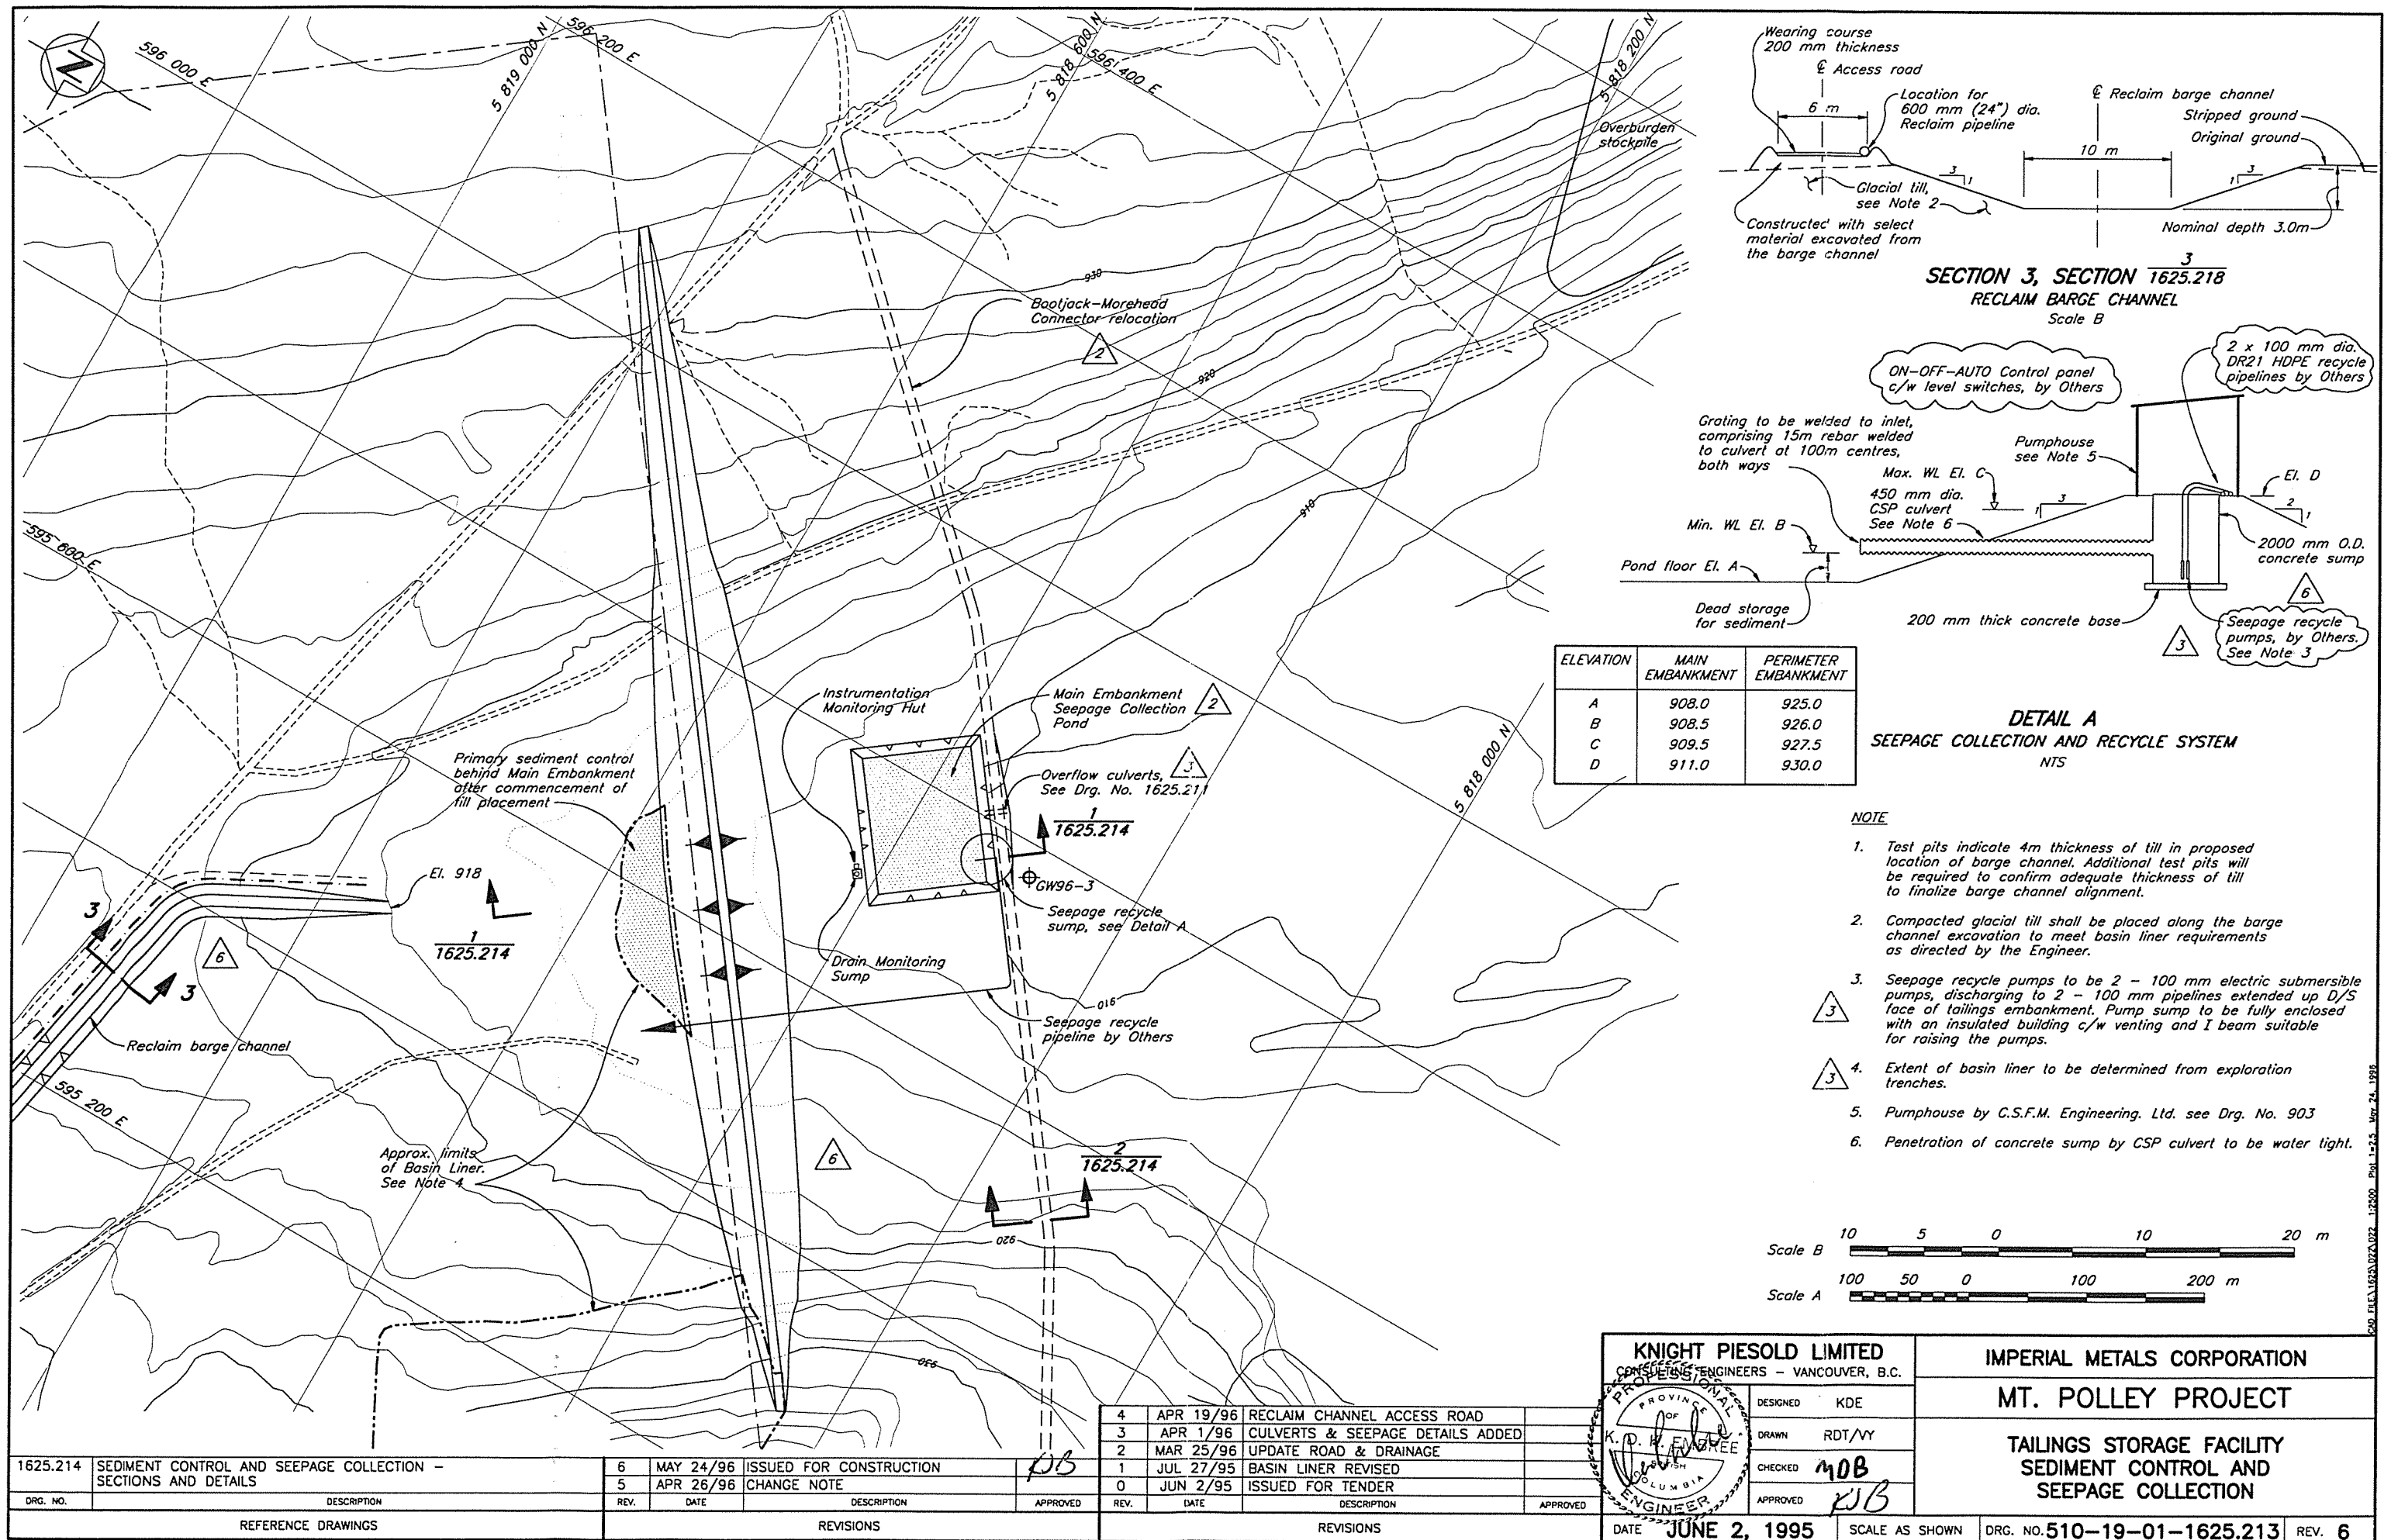 596 000 E
596 200 E
5 819 000 N
5 818 600 N
596 400 E
5 818 200 N
Overburden
stockpile
930
Bootjack-Morehead
Connector relocation
2
920
910
595 600 E
Instrumentation
Monitoring Hut
Main Embankment
Seepage Collection
Pond
2
Primary sediment control
behind Main Embankment
after commencement of
fill placement
Overflow culverts,
See Drg. No. 1625.211
3
1
1625.214
5 818 000 N
El. 918
GW96-3
3
1
1625.214
6
3
Seepage recycle
sump, see Detail A
Drain Monitoring
Sump
910
Seepage recycle
pipeline by Others
Reclaim barge channel
595 200 E
Approx. limits
of Basin Liner.
See Note 4
6
2
1625.214
920
930
Wearing course
200 mm thickness
℄ Access road
6 m
Location for
600 mm (24") dia.
Reclaim pipeline
℄ Reclaim barge channel
Stripped ground
Original ground
10 m
3
1
3
1
Glacial till,
see Note 2
Constructed with select
material excavated from
the barge channel
Nominal depth 3.0m
SECTION 3, SECTION 3
1625.218
RECLAIM BARGE CHANNEL
Scale B
ON-OFF-AUTO Control panel
c/w level switches, by Others
2 x 100 mm dia.
DR21 HDPE recycle
pipelines by Others
Grating to be welded to inlet,
comprising 15m rebar welded
to culvert at 100m centres,
both ways
Pumphouse
see Note 5
Max. WL El. C
El. D
450 mm dia.
CSP culvert
See Note 6
3
1
2
1
Min. WL El. B
2000 mm O.D.
concrete sump
Pond floor El. A
6
Dead storage
for sediment
200 mm thick concrete base
3
Seepage recycle
pumps, by Others.
See Note 3
ELEVATION MAIN EMBANKMENT PERIMETER EMBANKMENT
A 908.0 925.0
B 908.5 926.0
C 909.5 927.5
D 911.0 930.0
DETAIL A
SEEPAGE COLLECTION AND RECYCLE SYSTEM
NTS
NOTE
1. Test pits indicate 4m thickness of till in proposed
location of barge channel. Additional test pits will
be required to confirm adequate thickness of till
to finalize barge channel alignment.
2. Compacted glacial till shall be placed along the barge
channel excavation to meet basin liner requirements
as directed by the Engineer.
3. Seepage recycle pumps to be 2 - 100 mm electric submersible
pumps, discharging to 2 - 100 mm pipelines extended up D/S
face of tailings embankment. Pump sump to be fully enclosed
with an insulated building c/w venting and I beam suitable
for raising the pumps.
3
4. Extent of basin liner to be determined from exploration
trenches.
3
5. Pumphouse by C.S.F.M. Engineering. Ltd. see Drg. No. 903
6. Penetration of concrete sump by CSP culvert to be water tight.
Scale B 10 5 0 10 20 m
Scale A 100 50 0 100 200 m
CAD FILE: \1625\D22\D22 1:2500 Plot 1=2.5 May 24, 1996
1625.214 SEDIMENT CONTROL AND SEEPAGE COLLECTION -
SECTIONS AND DETAILS
DRG. NO. DESCRIPTION
REFERENCE DRAWINGS
6 MAY 24/96 ISSUED FOR CONSTRUCTION
5 APR 26/96 CHANGE NOTE
REV. DATE DESCRIPTION APPROVED
REVISIONS
4 APR 19/96 RECLAIM CHANNEL ACCESS ROAD
3 APR 1/96 CULVERTS & SEEPAGE DETAILS ADDED
2 MAR 25/96 UPDATE ROAD & DRAINAGE
1 JUL 27/95 BASIN LINER REVISED
0 JUN 2/95 ISSUED FOR TENDER
REV. DATE DESCRIPTION APPROVED
REVISIONS
KNIGHT PIESOLD LIMITED
CONSULTING ENGINEERS - VANCOUVER, B.C.
PROFESSIONAL
PROVINCE
OF
K. D. K. EMBREE
BRITISH
COLUMBIA
ENGINEER
DESIGNED KDE
DRAWN RDT/VY
CHECKED
APPROVED
DATE JUNE 2, 1995
IMPERIAL METALS CORPORATION
MT. POLLEY PROJECT
TAILINGS STORAGE FACILITY
SEDIMENT CONTROL AND
SEEPAGE COLLECTION
SCALE AS SHOWN
DRG. NO. 510-19-01-1625.213
REV. 6